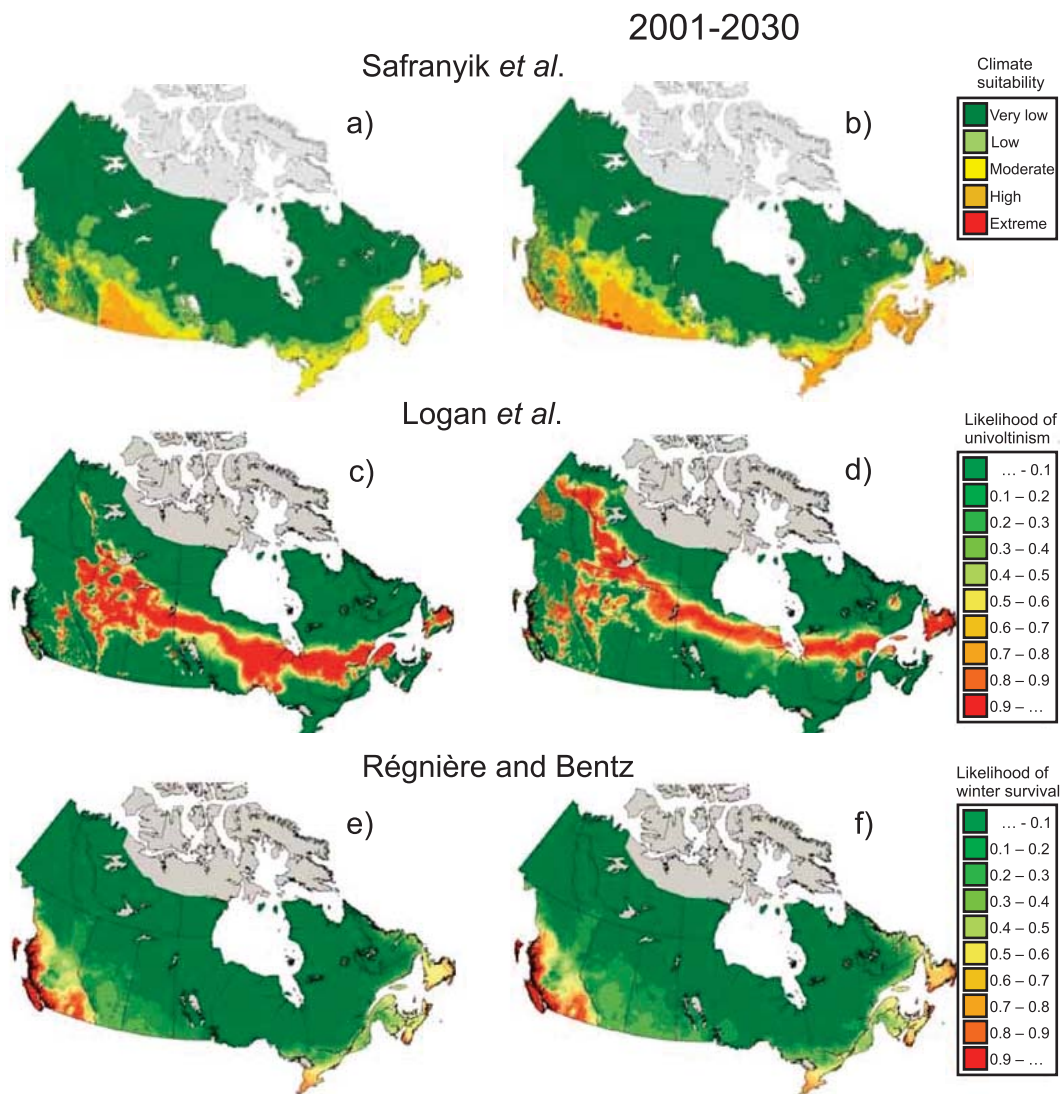 2001-2030
Safranyik et al.
Climate
suitability
a)
b)
Very low
Low
Moderate
High
Extreme
Logan et al.
Likelihood of
univoltinism
c)
d)
... - 0.1
0.1 – 0.2
0.2 – 0.3
0.3 – 0.4
0.4 – 0.5
0.5 – 0.6
0.6 – 0.7
0.7 – 0.8
0.8 – 0.9
0.9 – ...
Régnière and Bentz
Likelihood of
winter survival
e)
f)
... - 0.1
0.1 – 0.2
0.2 – 0.3
0.3 – 0.4
0.4 – 0.5
0.5 – 0.6
0.6 – 0.7
0.7 – 0.8
0.8 – 0.9
0.9 – ...